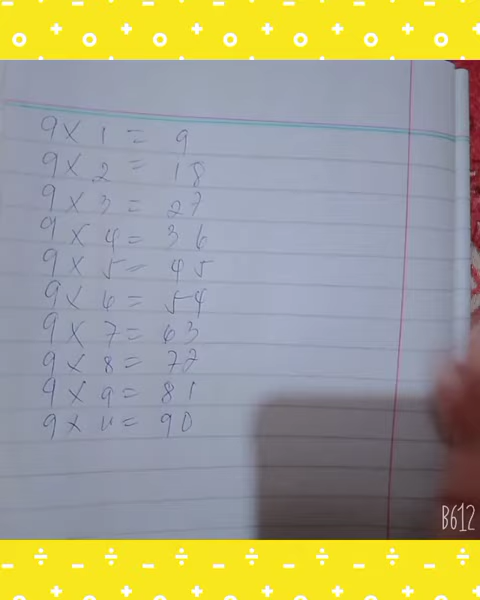 9 x 1 = 9
9 x 2 = 18
9 x 3 = 27
9 x 4 = 36
9 x 5 = 45
9 x 6 = 54
9 x 7 = 63
9 x 8 = 72
9 x 9 = 81
9 x = 90
B612